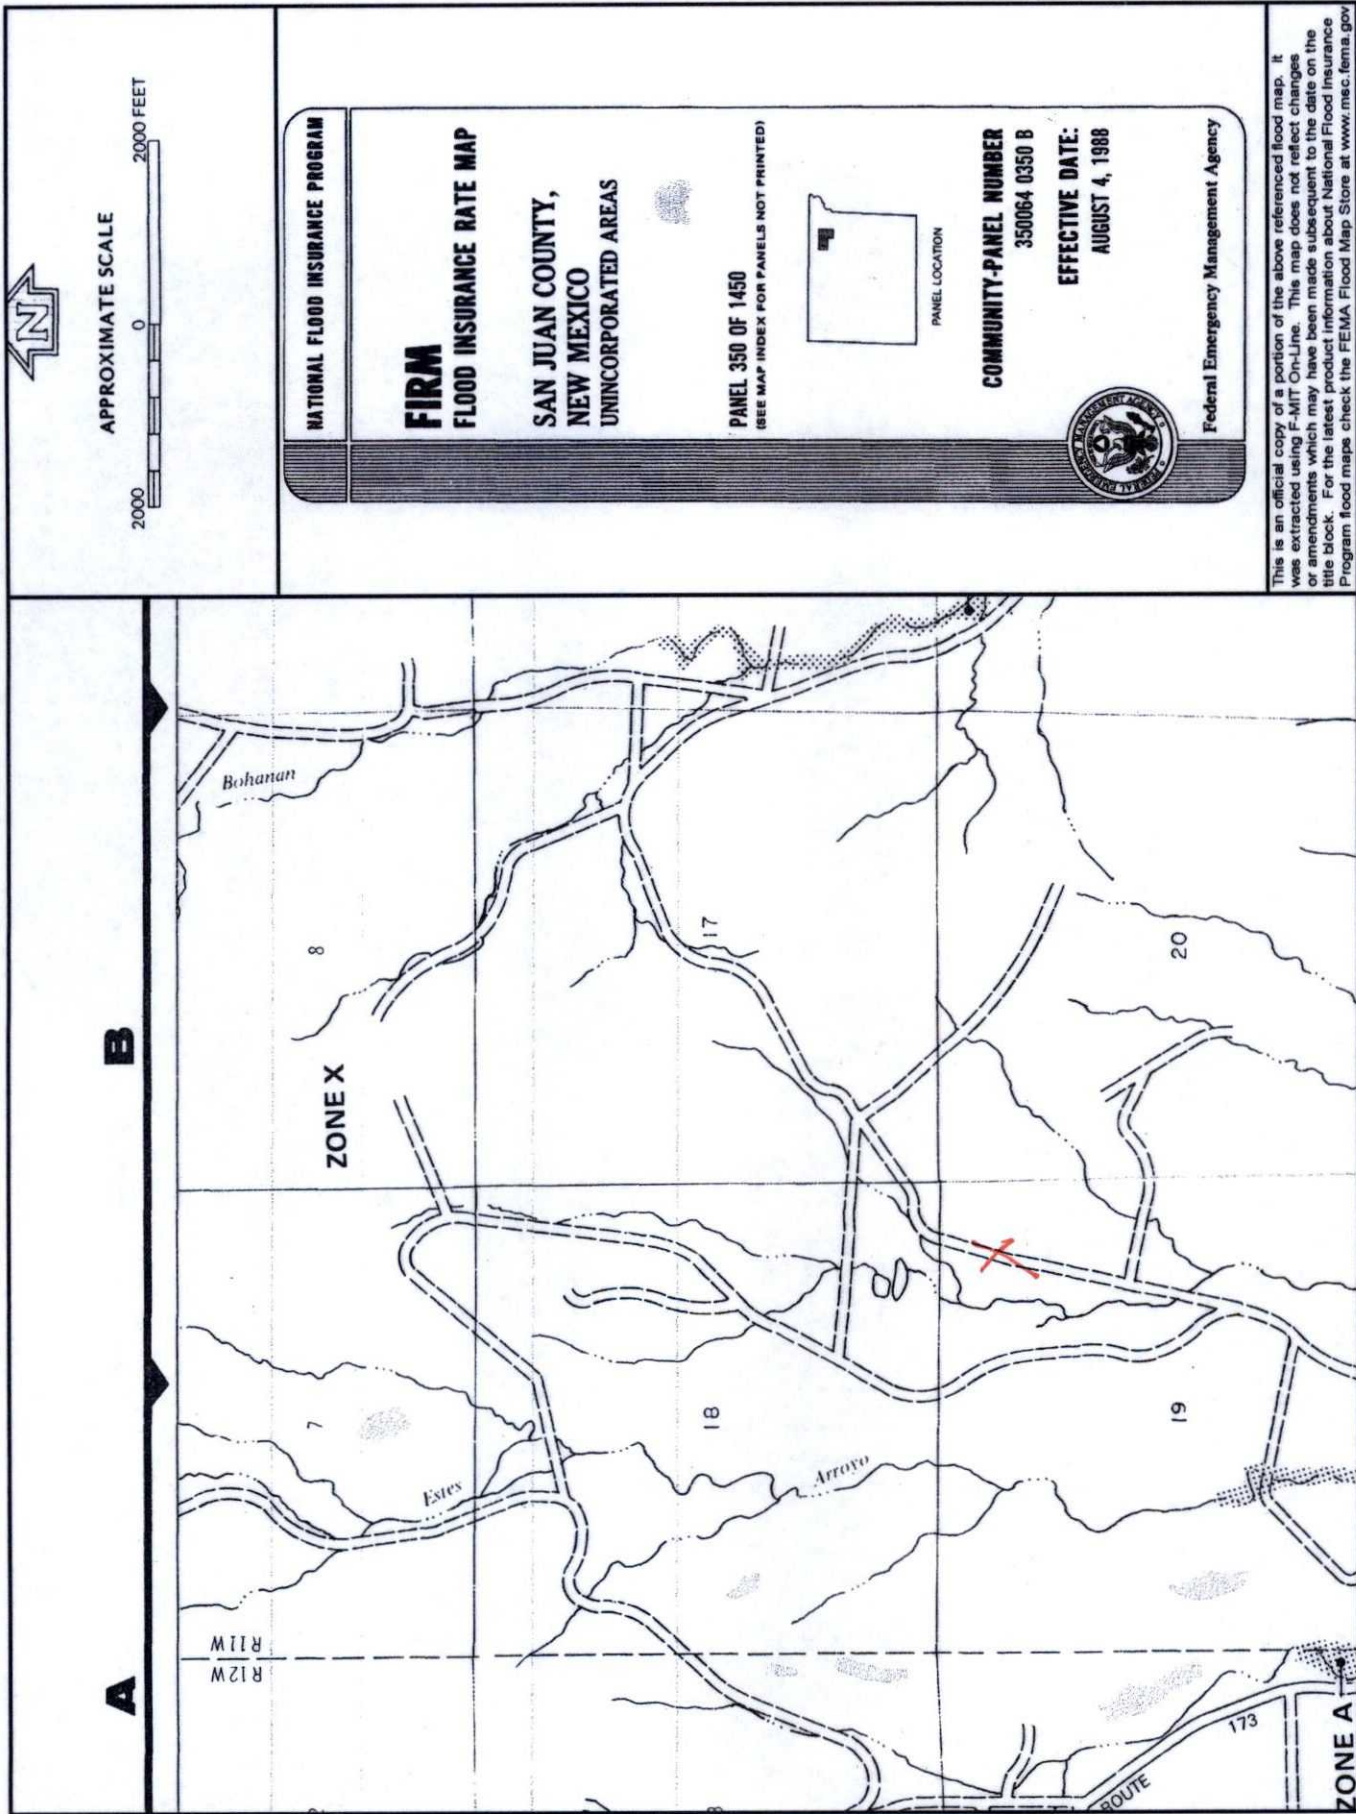 APPROXIMATE SCALE
2000 0 2000 FEET
NATIONAL FLOOD INSURANCE PROGRAM
FIRM
FLOOD INSURANCE RATE MAP
SAN JUAN COUNTY,
NEW MEXICO
UNINCORPORATED AREAS
PANEL 350 OF 1450
(SEE MAP INDEX FOR PANELS NOT PRINTED)
PANEL LOCATION
COMMUNITY-PANEL NUMBER
350064 0350 B
EFFECTIVE DATE:
AUGUST 4, 1988
Federal Emergency Management Agency
This is an official copy of a portion of the above referenced flood map. It
was extracted using F-MIT On-Line. This map does not reflect changes
or amendments which may have been made subsequent to the date on the
title block. For the latest product information about National Flood Insurance
Program flood maps check the FEMA Flood Map Store at www.msc.fema.gov
A
B
R12W
R11W
Bohanan
7
8
ZONE X
Estes
18
17
Arroyo
19
20
ROUTE
173
ZONE A
N